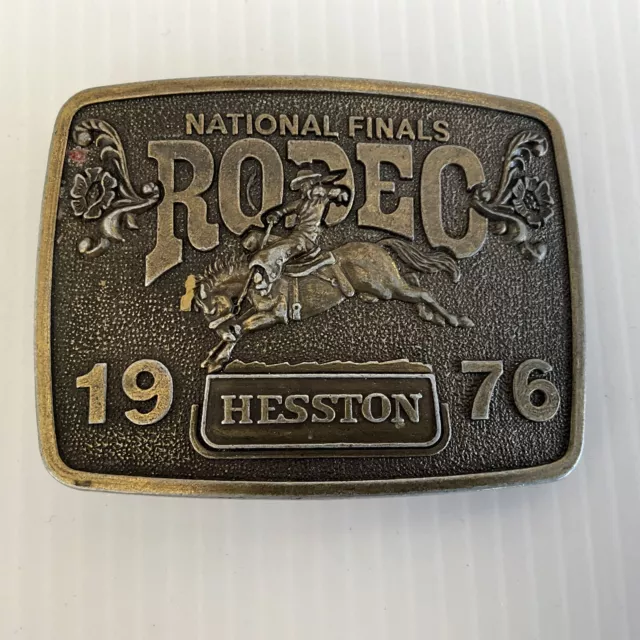 NATIONAL FINALS
RODEO
19 76
HESSTON